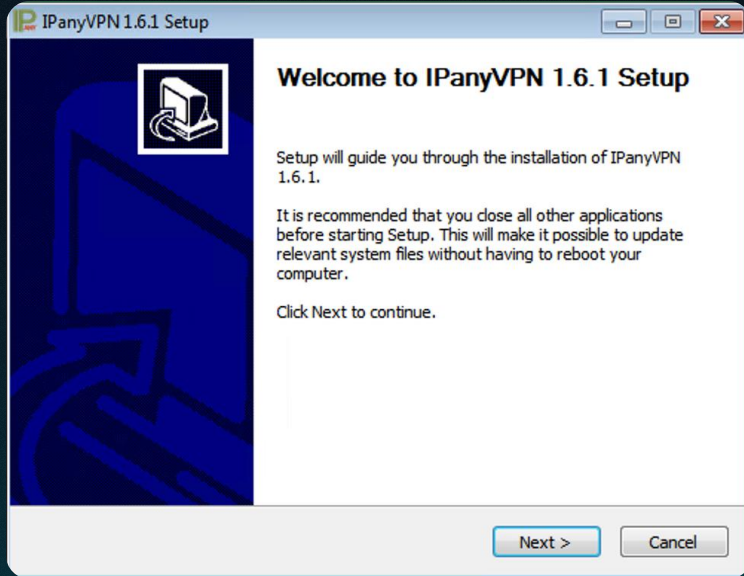 IPany
IPanyVPN 1.6.1 Setup
Welcome to IPanyVPN 1.6.1 Setup
Setup will guide you through the installation of IPanyVPN
1.6.1.
It is recommended that you close all other applications
before starting Setup. This will make it possible to update
relevant system files without having to reboot your
computer.
Click Next to continue.
Next >
Cancel